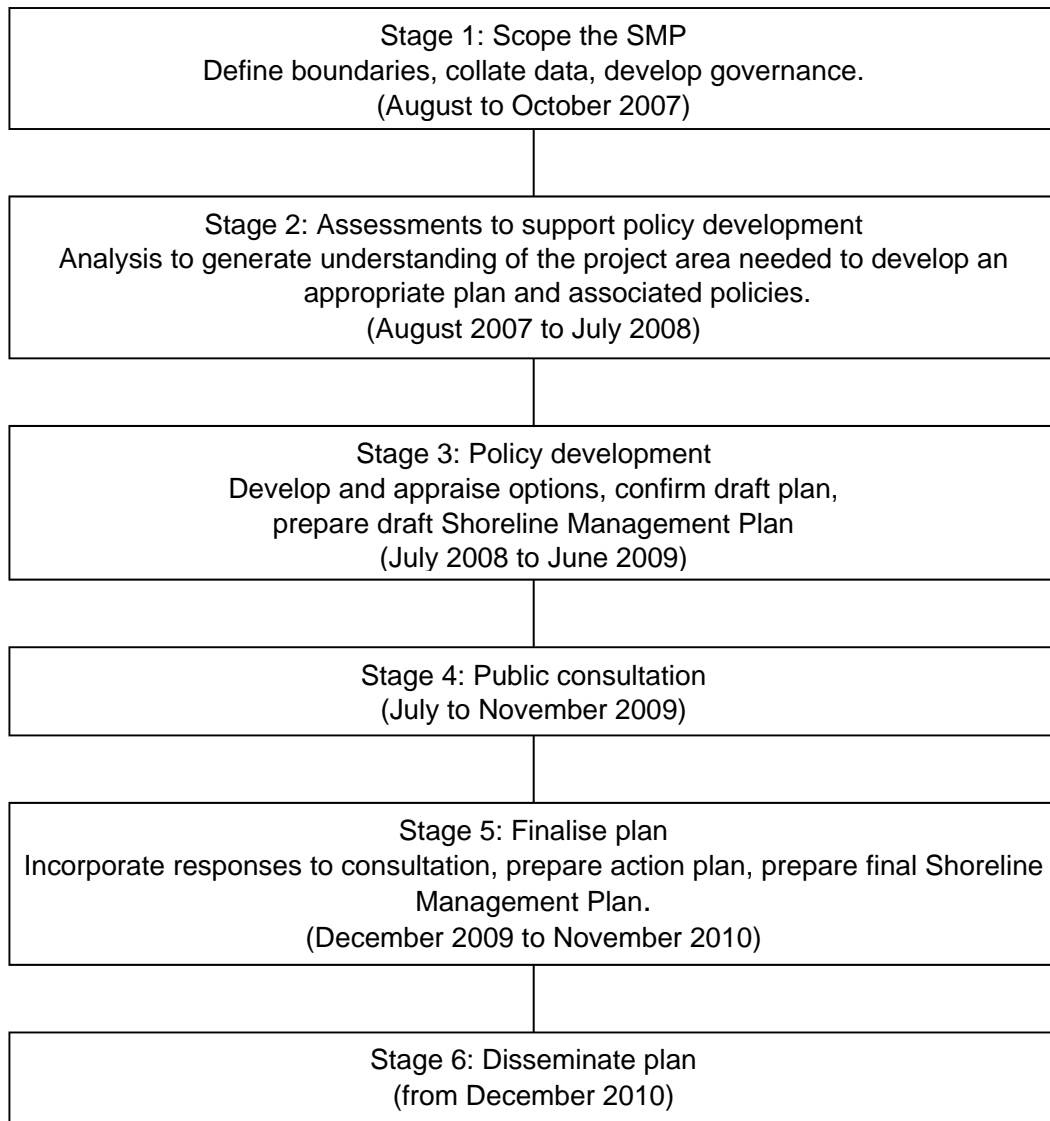 Stage 1: Scope the SMP
Define boundaries, collate data, develop governance.
(August to October 2007)
Stage 2: Assessments to support policy development
Analysis to generate understanding of the project area needed to develop an
appropriate plan and associated policies.
(August 2007 to July 2008)
Stage 3: Policy development
Develop and appraise options, confirm draft plan,
prepare draft Shoreline Management Plan
(July 2008 to June 2009)
Stage 4: Public consultation
(July to November 2009)
Stage 5: Finalise plan
Incorporate responses to consultation, prepare action plan, prepare final Shoreline
Management Plan.
(December 2009 to November 2010)
Stage 6: Disseminate plan
(from December 2010)